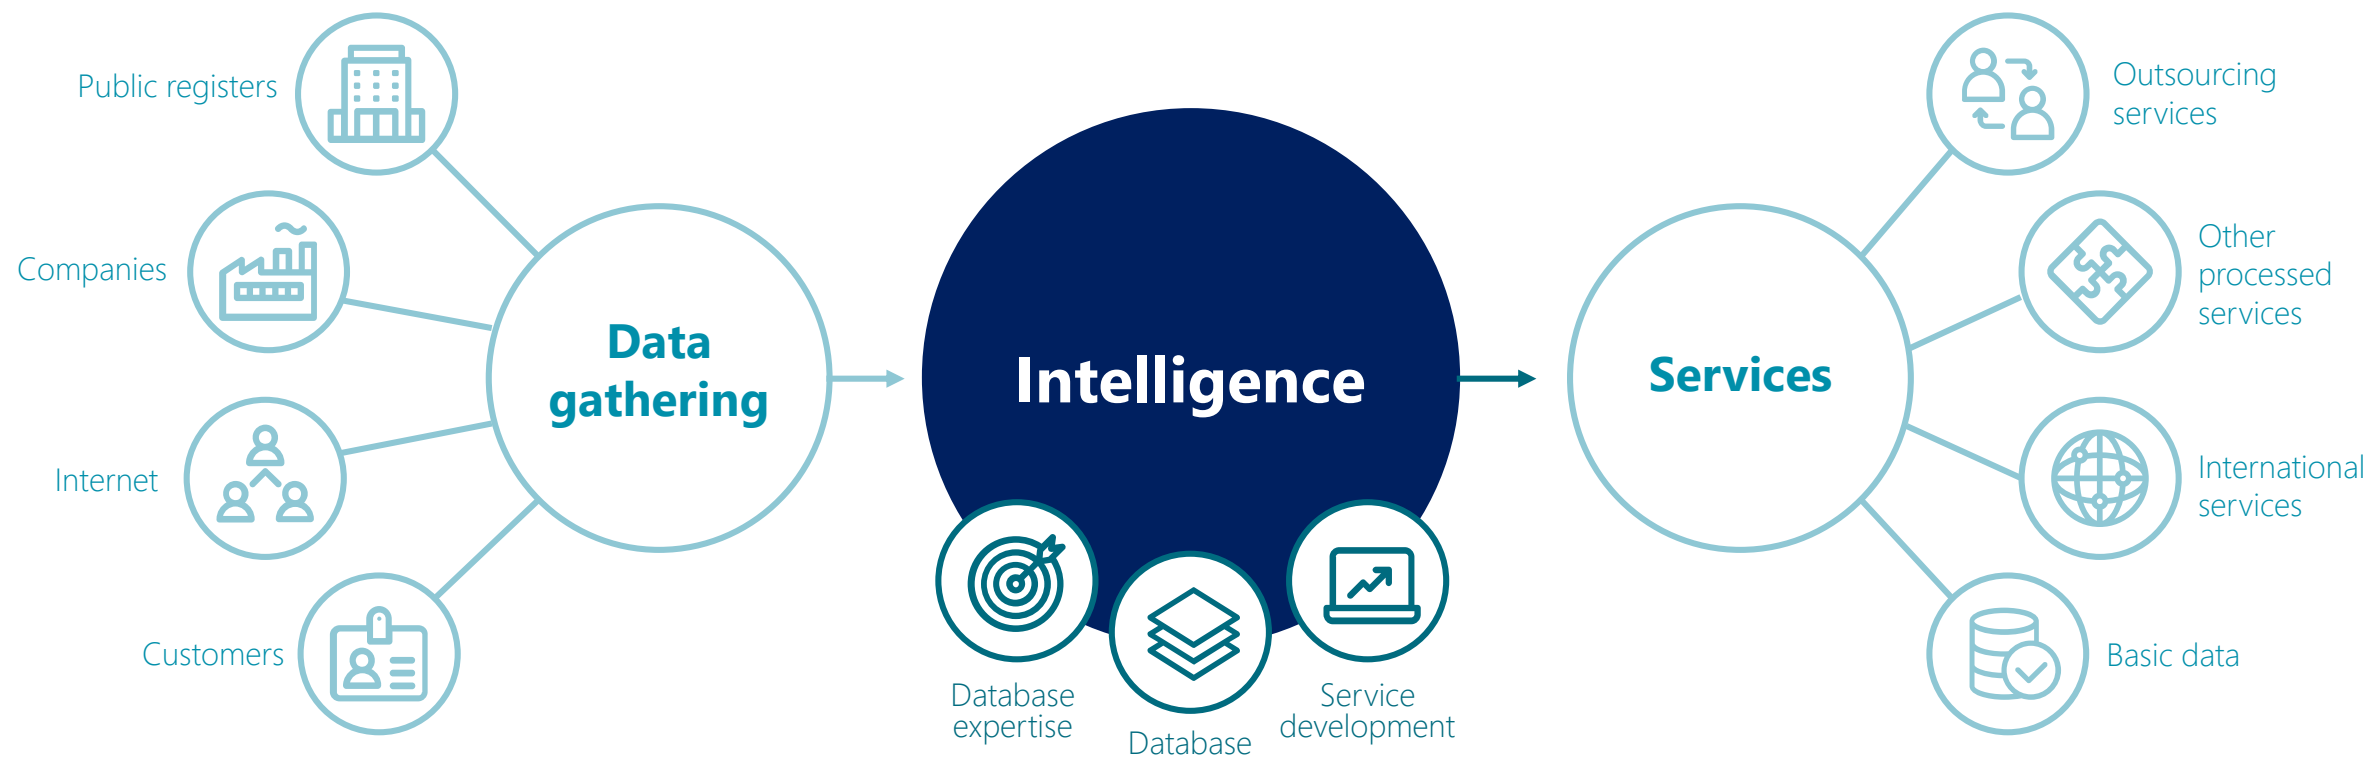 Public registers
Companies
Internet
Customers
Data
gathering
Intelligence
Database
expertise
Database
Service
development
Services
Outsourcing
services
Other
processed
services
International
services
Basic data